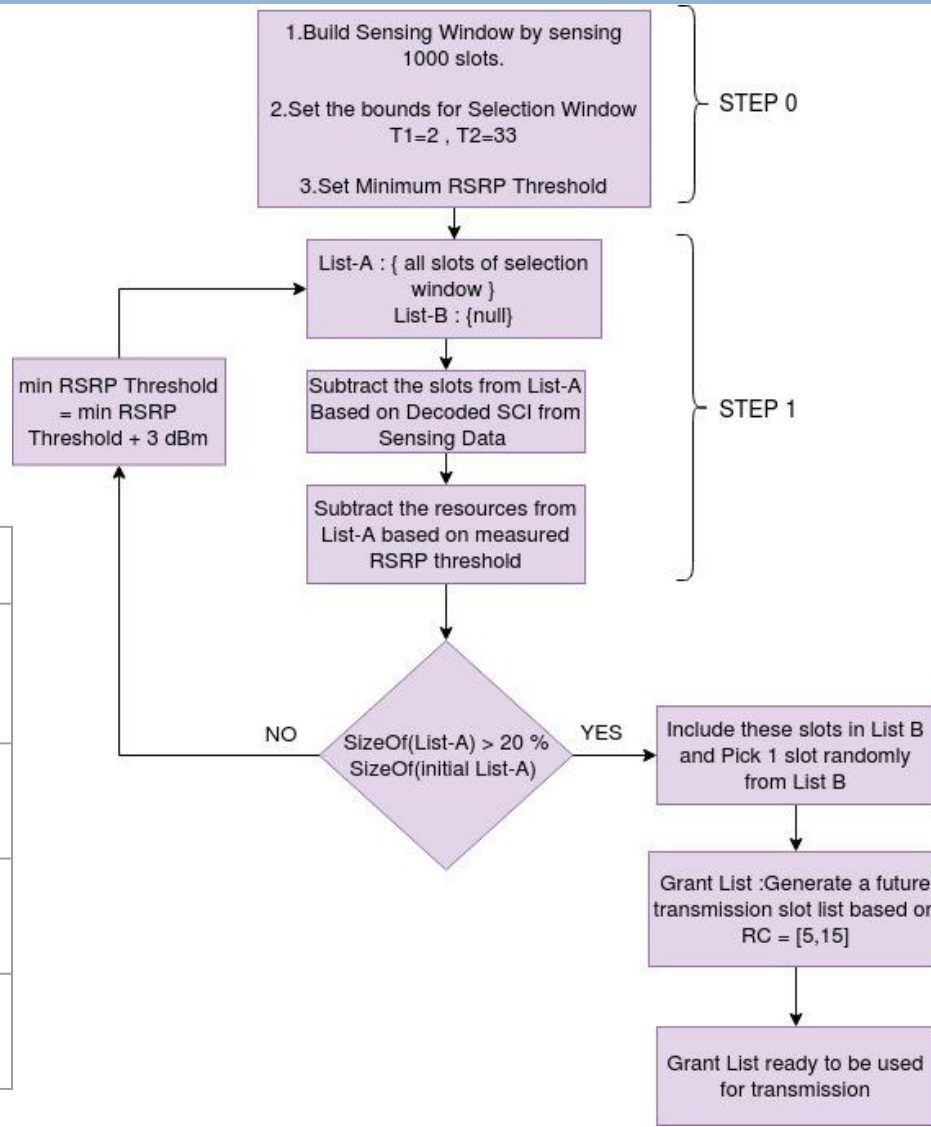 1.Build Sensing Window by sensing
1000 slots.
2.Set the bounds for Selection Window
T1=2 , T2=33
3.Set Minimum RSRP Threshold
STEP 0
List-A : { all slots of selection
window }
List-B : {null}
Subtract the slots from List-A
Based on Decoded SCI from
Sensing Data
Subtract the resources from
List-A based on measured
RSRP threshold
STEP 1
min RSRP Threshold
= min RSRP
Threshold + 3 dBm
NO
SizeOf(List-A) > 20 %
SizeOf(initial List-A)
YES
Include these slots in List B
and Pick 1 slot randomly
from List B
Grant List :Generate a future
transmission slot list based on
RC = [5,15]
Grant List ready to be used
for transmission